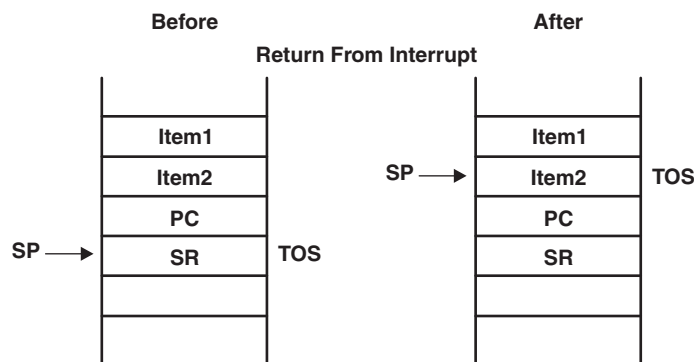 Before
After
Return From Interrupt
Item1
Item2
PC
SP
SR
TOS
Item1
SP
Item2
TOS
PC
SR